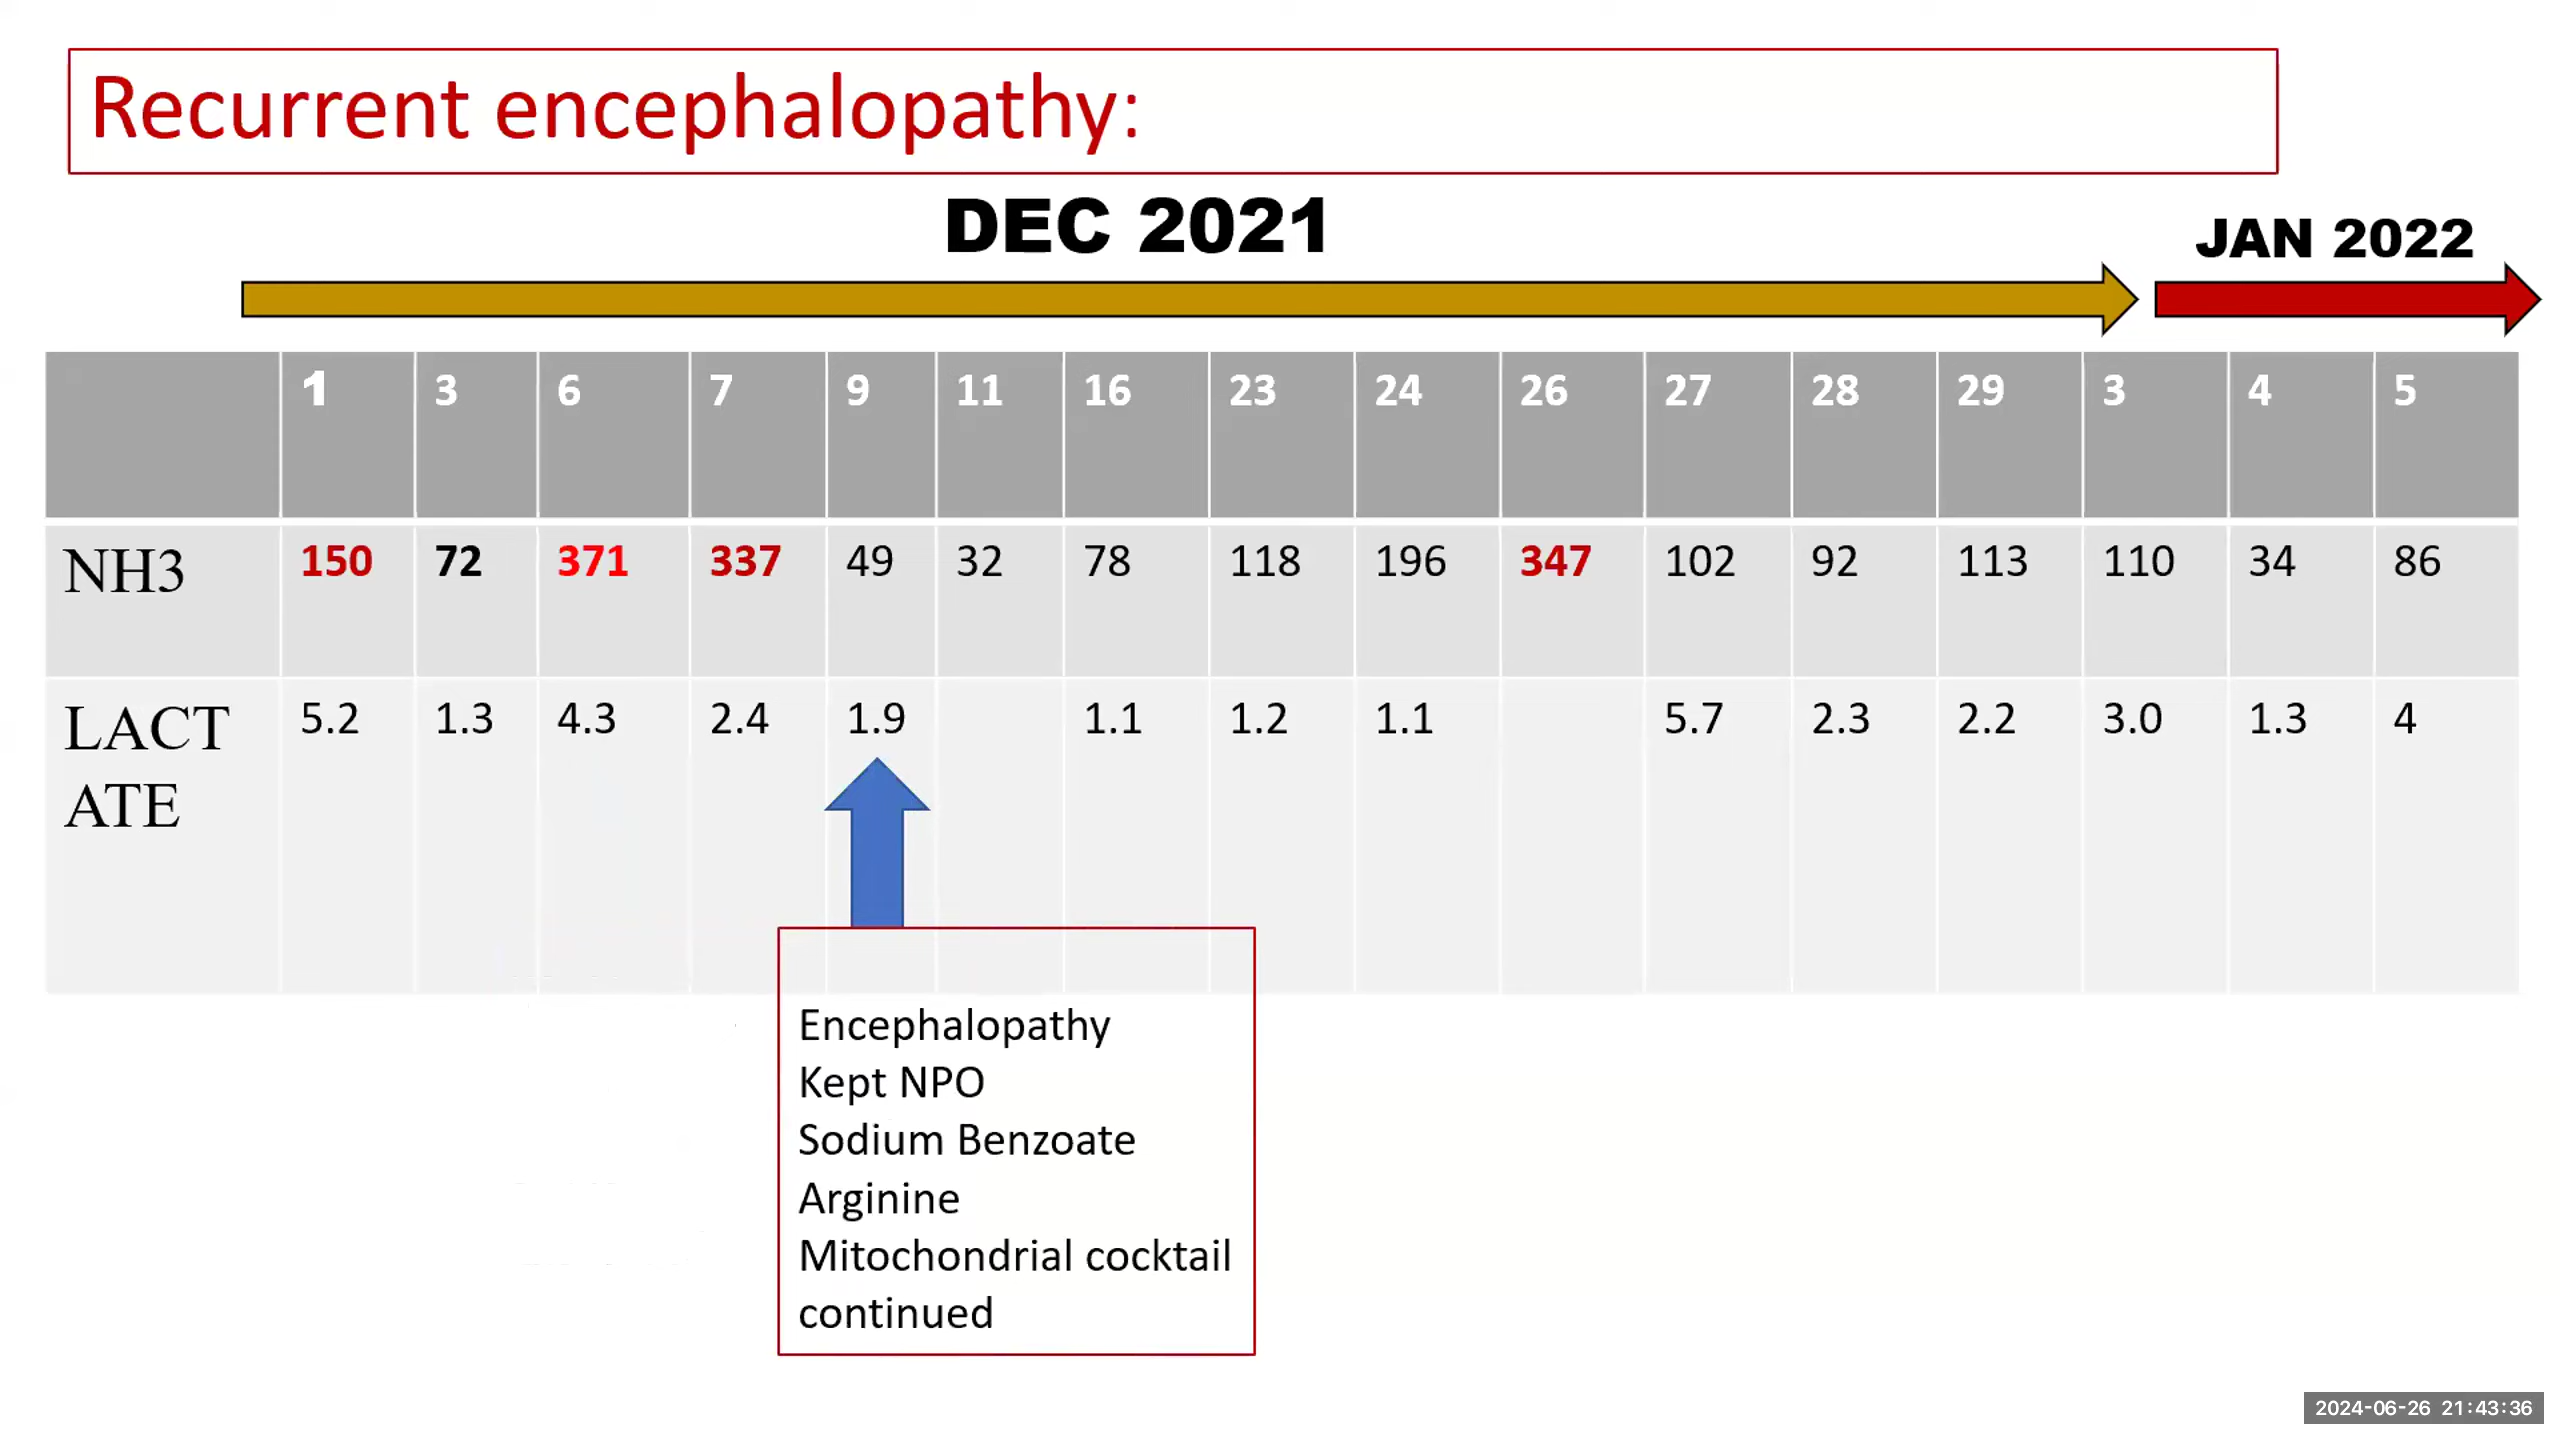 Recurrent encephalopathy:
DEC 2021
JAN 2022
1 3 6 7 9 11 16 23 24 26 27 28 29 3 4 5
NH3 150 72 371 337 49 32 78 118 196 347 102 92 113 110 34 86
LACT 5.2 1.3 4.3 2.4 1.9 1.1 1.2 1.1 5.7 2.3 2.2 3.0 1.3 4
ATE
Encephalopathy
Kept NPO
Sodium Benzoate
Arginine
Mitochondrial cocktail
continued
2024-06-26 21:43:36